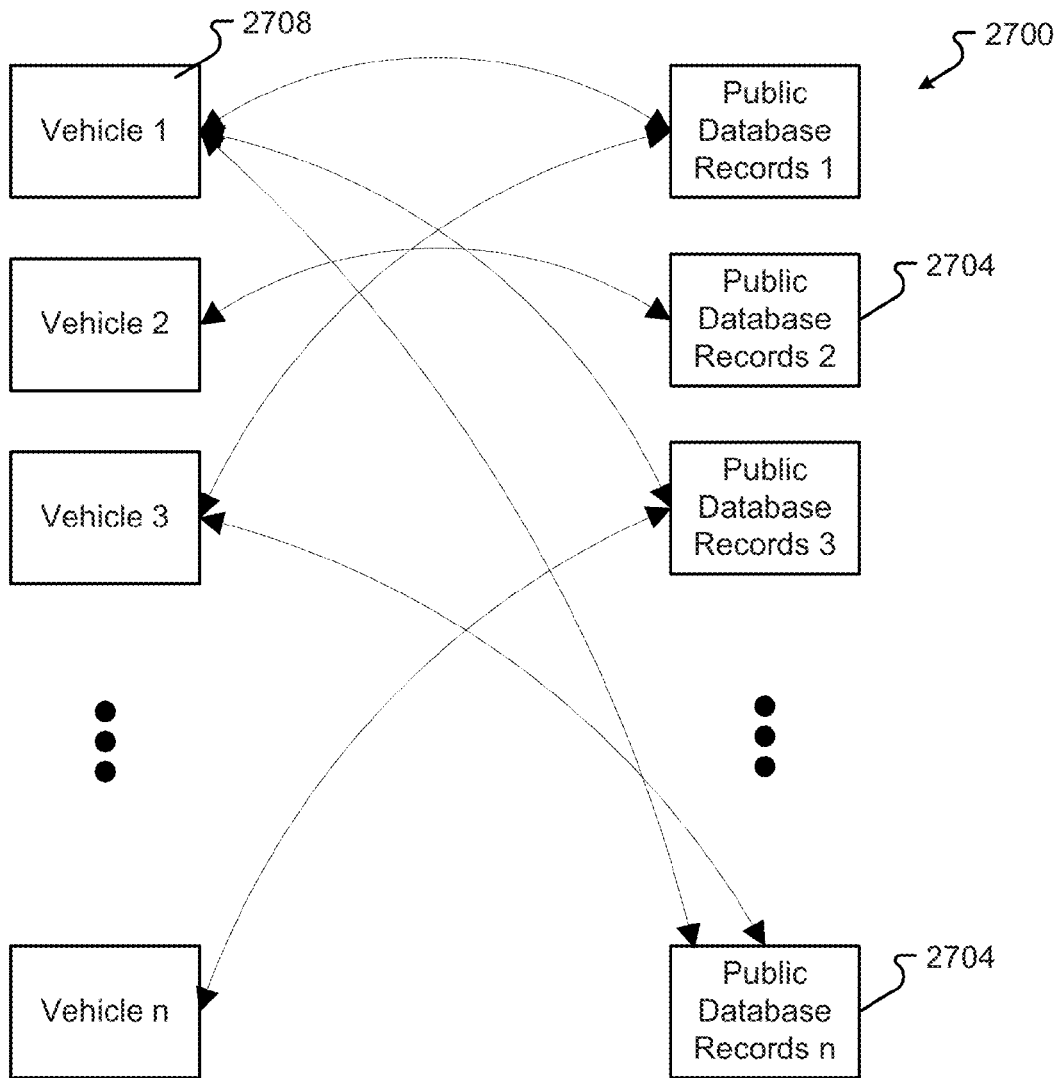 2708
2700
Vehicle 1
Public
Database
Records 1
Vehicle 2
Public
Database
Records 2
2704
Vehicle 3
Public
Database
Records 3
Vehicle n
Public
Database
Records n
2704